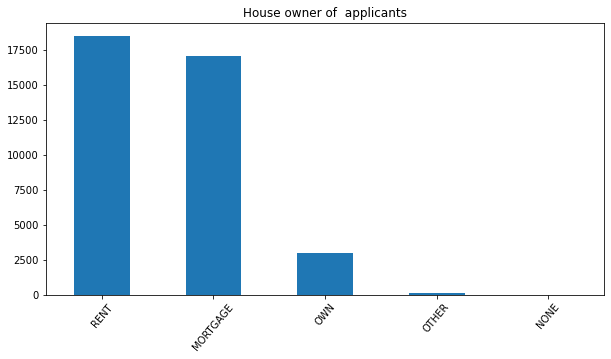 House owner of  applicants
17500
15000
12500
10000
7500
5000
2500
0
RENT
MORTGAGE
OWN
OTHER
NONE